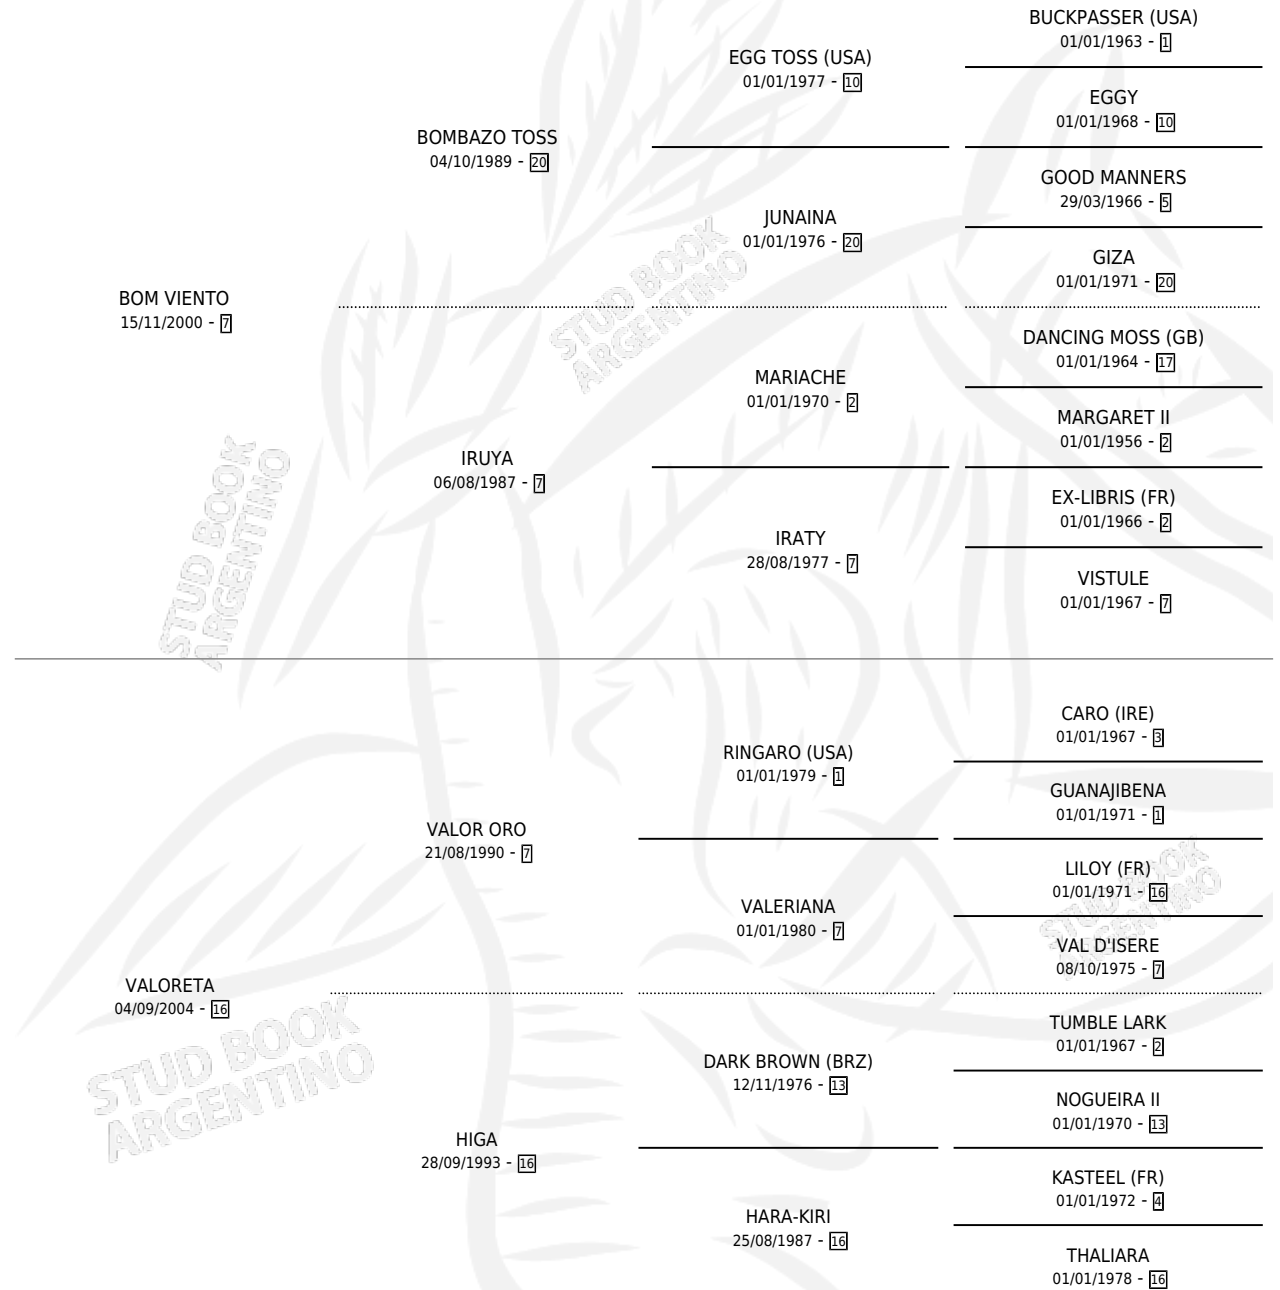 BUCKPASSER (USA)
01/01/1963 - 1
EGG TOSS (USA)
01/01/1977 - 10
EGGY
01/01/1968 - 10
BOMBAZO TOSS
04/10/1989 - 20
GOOD MANNERS
29/03/1966 - 5
JUNAINA
01/01/1976 - 20
GIZA
01/01/1971 - 20
BOM VIENTO
15/11/2000 - 7
DANCING MOSS (GB)
01/01/1964 - 17
MARIACHE
01/01/1970 - 2
MARGARET II
01/01/1956 - 2
IRUYA
06/08/1987 - 7
EX-LIBRIS (FR)
01/01/1966 - 2
IRATY
28/08/1977 - 7
VISTULE
01/01/1967 - 7
CARO (IRE)
01/01/1967 - 3
RINGARO (USA)
01/01/1979 - 1
GUANAJIBENA
01/01/1971 - 1
VALOR ORO
21/08/1990 - 7
LILOY (FR)
01/01/1971 - 16
VALERIANA
01/01/1980 - 7
VAL D'ISERE
08/10/1975 - 7
VALORETA
04/09/2004 - 16
TUMBLE LARK
01/01/1967 - 2
DARK BROWN (BRZ)
12/11/1976 - 13
NOGUEIRA II
01/01/1970 - 13
HIGA
28/09/1993 - 16
KASTEEL (FR)
01/01/1972 - 4
HARA-KIRI
25/08/1987 - 16
THALIARA
01/01/1978 - 16
STUD BOOK
ARGENTINO
STUD BOOK
ARGENTINO
STUD BOOK
ARGENTINO
STUD BOOK
ARGENTINO